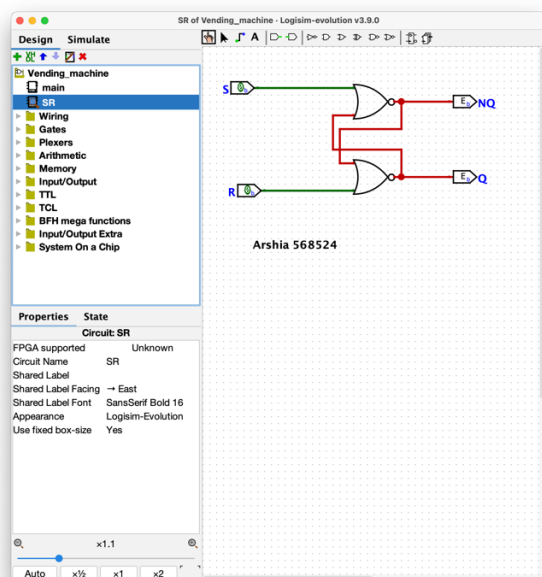 SR of Vending_machine · Logisim-evolution v3.9.0
Design Simulate
A
Vending_machine
main
SR
Wiring
Gates
Plexers
Arithmetic
Memory
Input/Output
TTL
TCL
BFH mega functions
Input/Output Extra
System On a Chip
S 0 b
E b NQ
R 0 b
E b Q
Arshia 568524
Properties State
Circuit: SR
FPGA supported Unknown
Circuit Name SR
Shared Label
Shared Label Facing → East
Shared Label Font SansSerif Bold 16
Appearance Logisim-Evolution
Use fixed box-size Yes
×1.1
Auto ×½ ×1 ×2